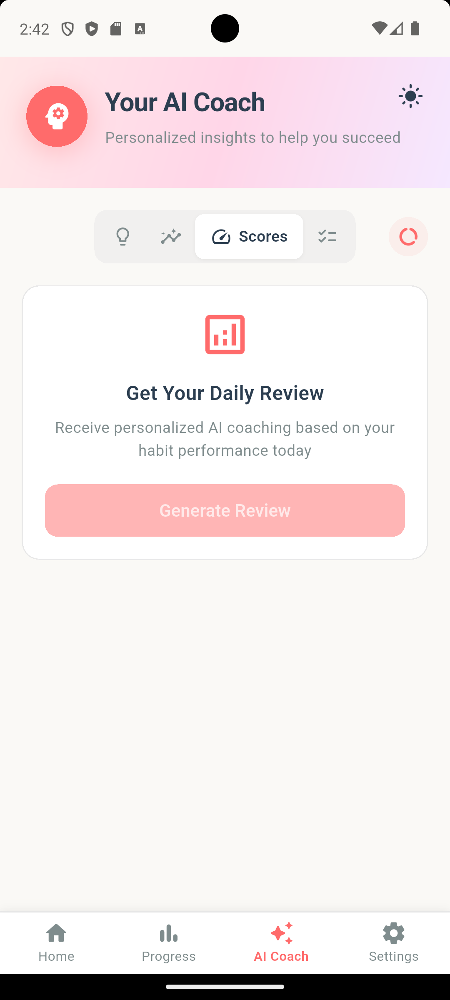 2:42
Your AI Coach
Personalized insights to help you succeed
Scores
Get Your Daily Review
Receive personalized AI coaching based on your
habit performance today
Generate Review
Home
Progress
AI Coach
Settings